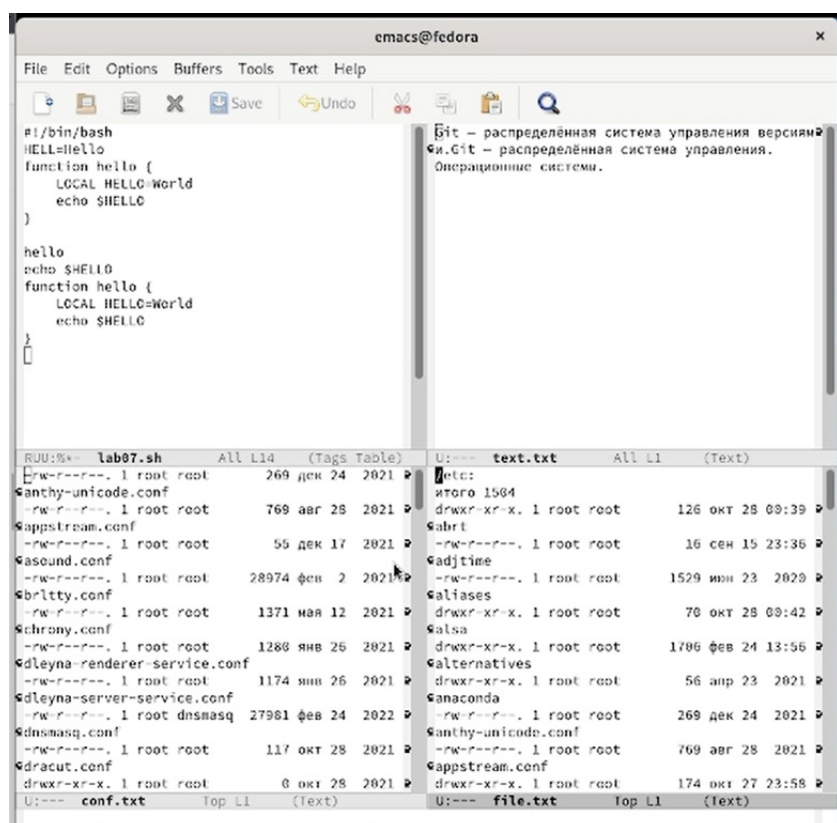 emacs@fedora
File Edit Options Buffers Tools Text Help
Save Undo
#!/bin/bash
HELL=Hello
function hello {
LOCAL HELLO=World
echo $HELLO
}
hello
echo $HELLO
function hello {
LOCAL HELLO=World
echo $HELLO
}
RUU:%*- lab07.sh All L14 (Tags Table)
Git — распределённая система управления версиям
и.Git — распределённая система управления.
Операционные системы.
U:--- text.txt All L1 (Text)
-rw-r--r--. 1 root root 269 дек 24 2021
anthy-unicode.conf
-rw-r--r--. 1 root root 769 авг 28 2021
appstream.conf
-rw-r--r--. 1 root root 55 дек 17 2021
asound.conf
-rw-r--r--. 1 root root 28974 фев 2 2021
brltty.conf
-rw-r--r--. 1 root root 1371 мая 12 2021
chrony.conf
-rw-r--r--. 1 root root 1280 янв 26 2021
dleyna-renderer-service.conf
-rw-r--r--. 1 root root 1174 янв 26 2021
dleyna-server-service.conf
-rw-r--r--. 1 root dnsmasq 27981 фев 24 2022
dnsmasq.conf
-rw-r--r--. 1 root root 117 окт 28 2021
dracut.conf
drwxr-xr-x. 1 root root 0 окт 28 2021
U:--- conf.txt Top L1 (Text)
/etc:
итого 1504
drwxr-xr-x. 1 root root 126 окт 28 00:39
abrt
-rw-r--r--. 1 root root 16 сен 15 23:36
adjtime
-rw-r--r--. 1 root root 1529 июн 23 2020
aliases
drwxr-xr-x. 1 root root 70 окт 28 00:42
alsa
drwxr-xr-x. 1 root root 1706 фев 24 13:56
alternatives
drwxr-xr-x. 1 root root 56 апр 23 2021
anaconda
-rw-r--r--. 1 root root 269 дек 24 2021
anthy-unicode.conf
-rw-r--r--. 1 root root 769 авг 28 2021
appstream.conf
drwxr-xr-x. 1 root root 174 окт 27 23:58
U:--- file.txt Top L1 (Text)